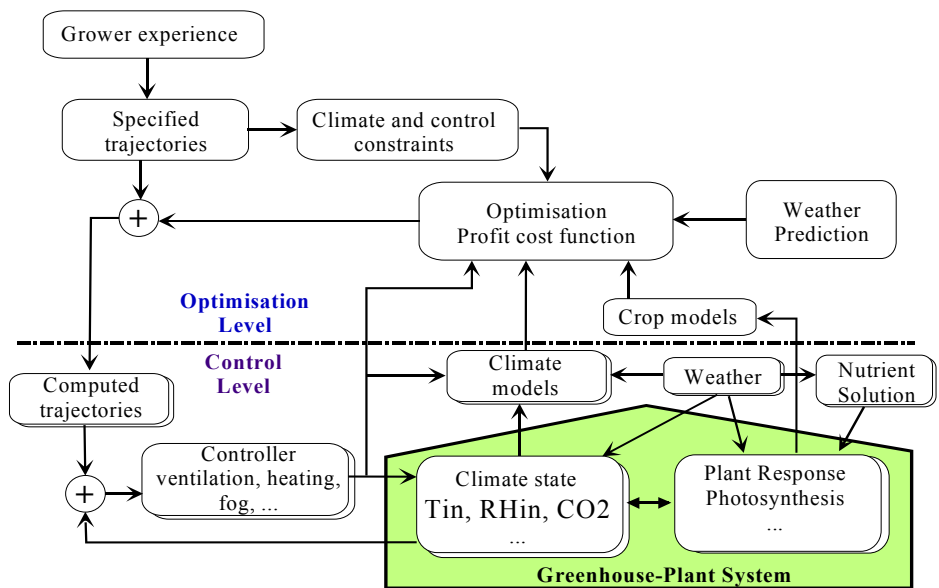 Grower experience
Specified
trajectories
Climate and control
constraints
+
Optimisation
Profit cost function
Weather
Prediction
Optimisation
Level
Crop models
Control
Level
Computed
trajectories
Climate
models
Weather
Nutrient
Solution
+
Controller
ventilation, heating,
fog, ...
Climate state
Tin, RHin, CO2
...
Plant Response
Photosynthesis
...
Greenhouse-Plant System